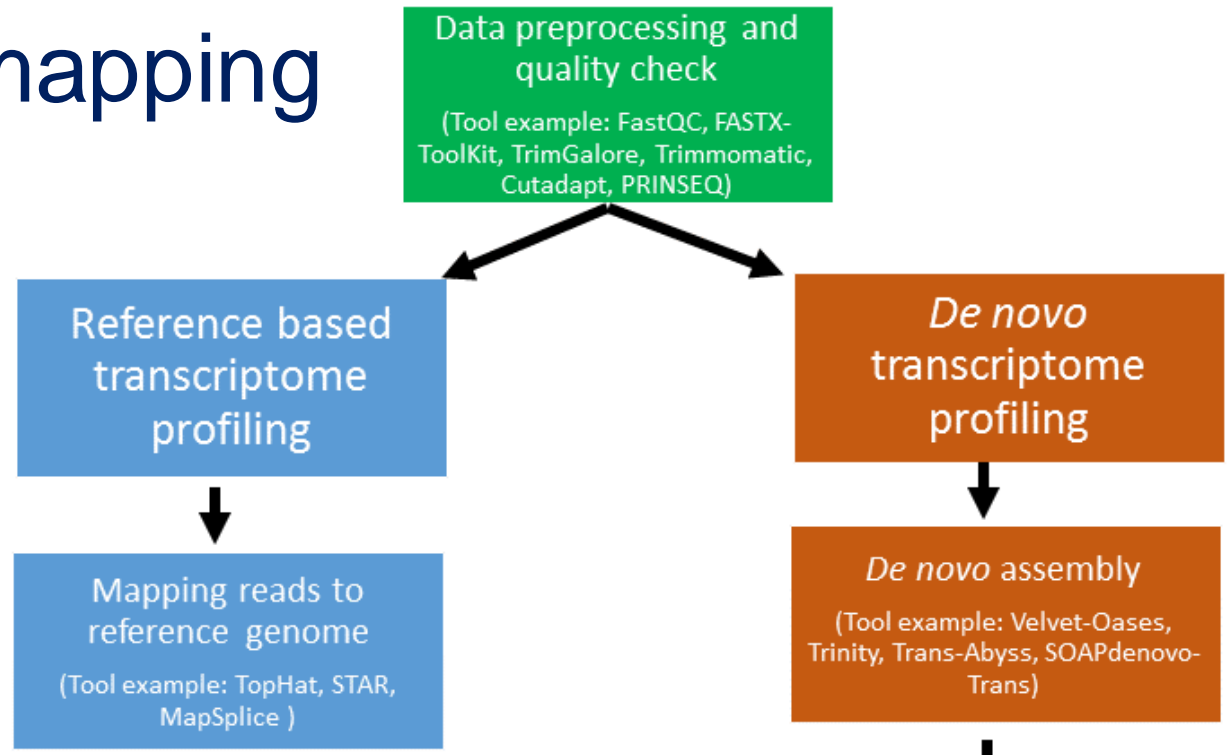 mapping
Data preprocessing and
quality check
(Tool example: FastQC, FASTX-
ToolKit, TrimGalore, Trimmomatic,
Cutadapt, PRINSEQ)
Reference based
transcriptome
profiling
De novo
transcriptome
profiling
Mapping reads to
reference genome
(Tool example: TopHat, STAR,
MapSplice )
De novo assembly
(Tool example: Velvet-Oases,
Trinity, Trans-Abyss, SOAPdenovo-
Trans)